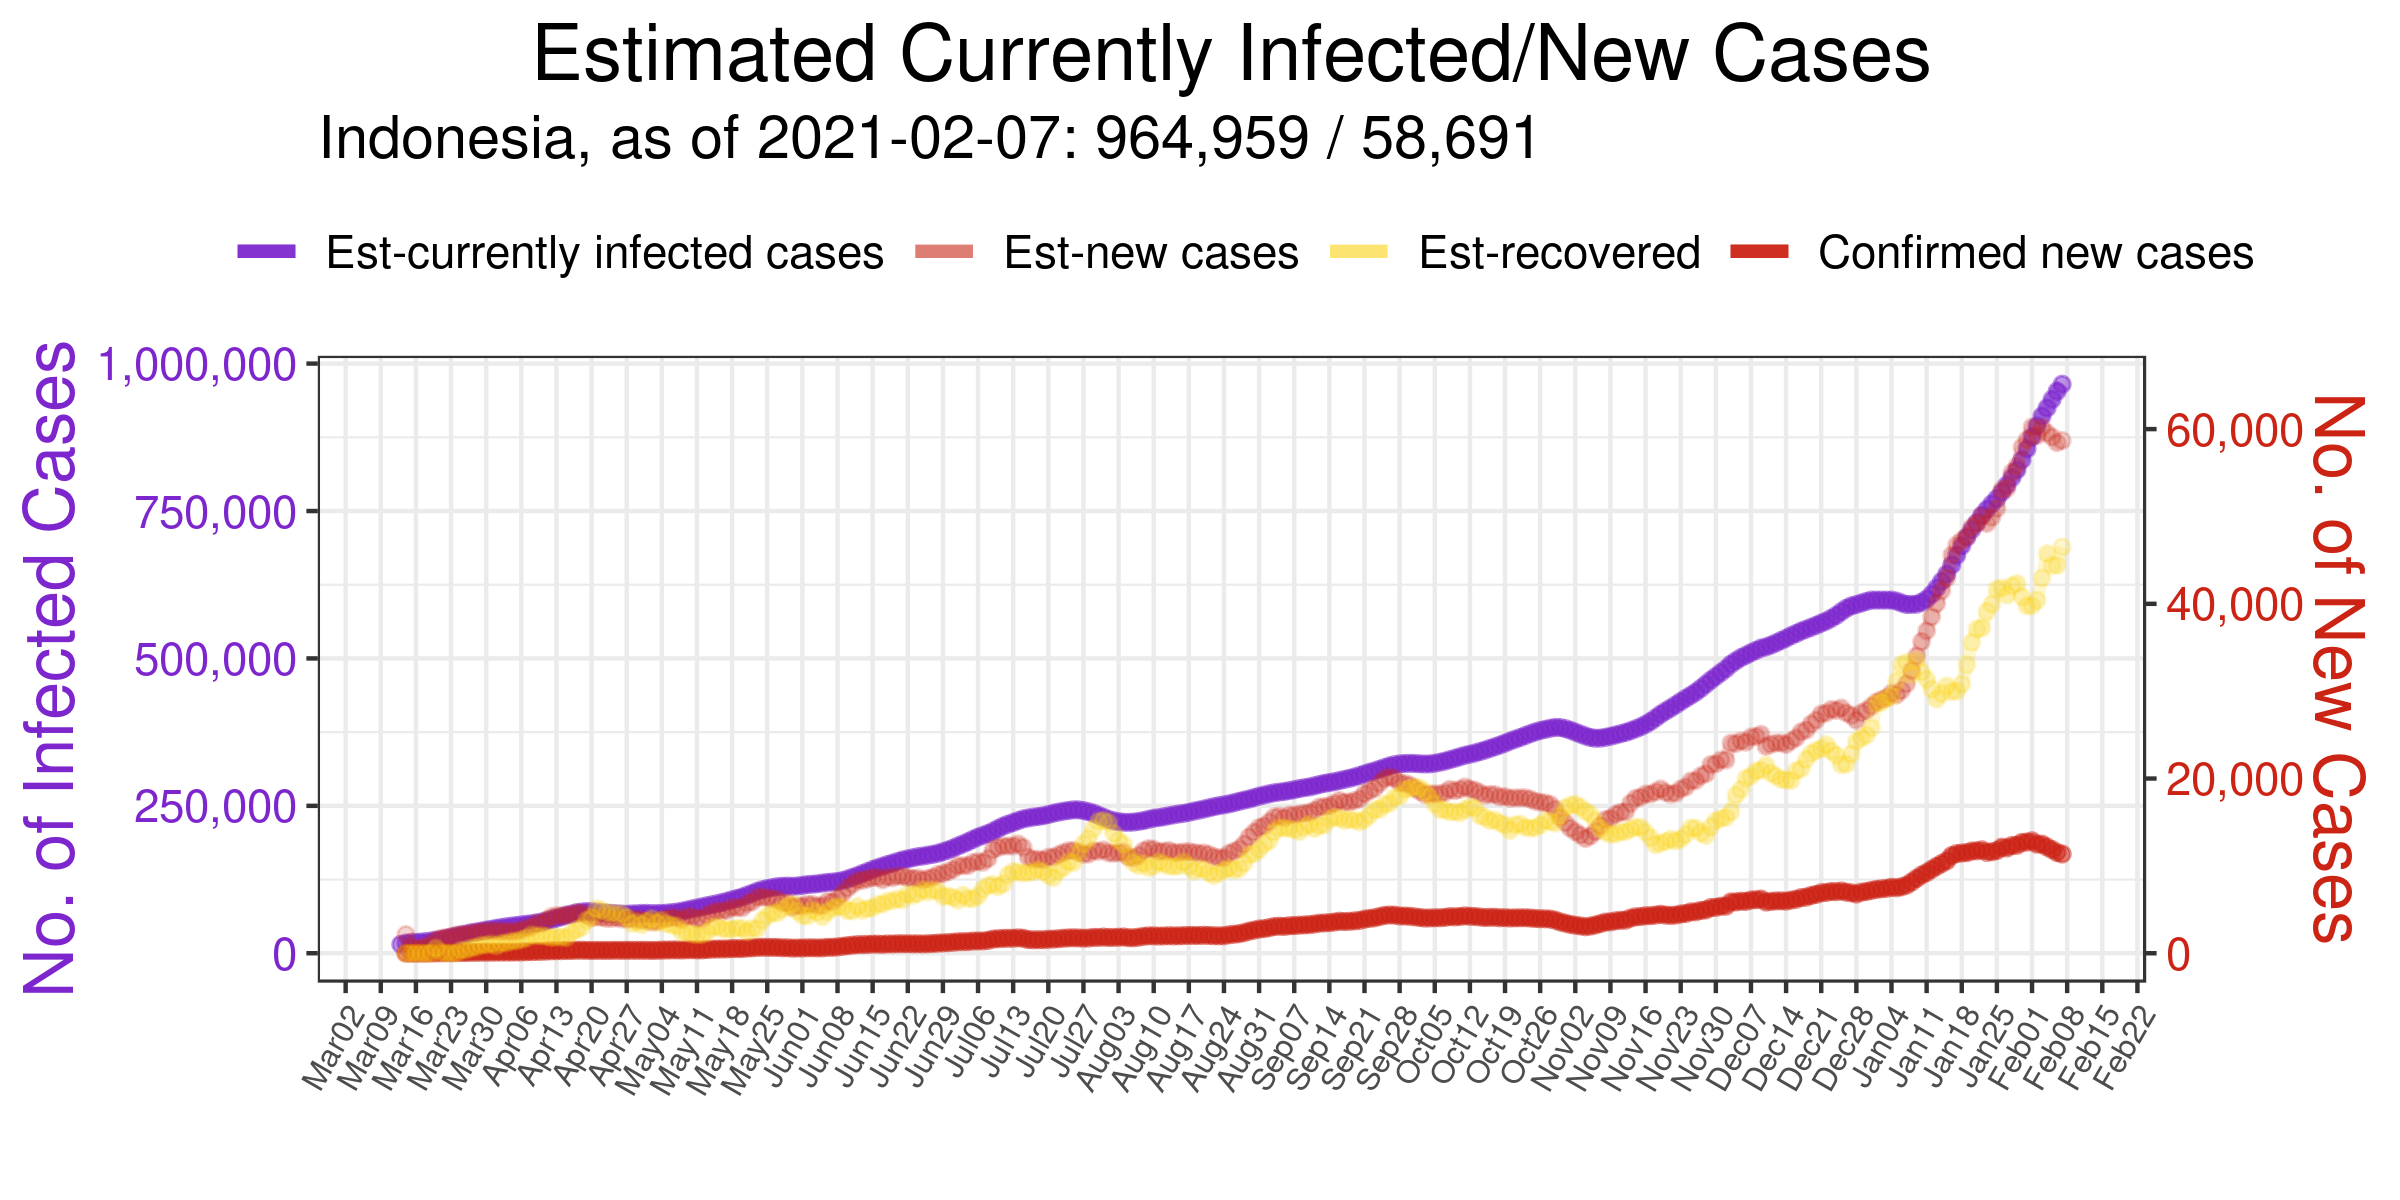 Estimated Currently Infected/New Cases
Indonesia, as of 2021-02-07: 964,959 / 58,691
Est-currently infected cases Est-new cases Est-recovered Confirmed new cases
No. of Infected Cases
1,000,000
750,000
500,000
250,000
0
60,000
40,000
20,000
0
No. of New Cases
Mar02 Mar09 Mar16 Mar23 Mar30 Apr06 Apr13 Apr20 Apr27 May04 May11 May18 May25 Jun01 Jun08 Jun15 Jun22 Jun29 Jul06 Jul13 Jul20 Jul27 Aug03 Aug10 Aug17 Aug24 Aug31 Sep07 Sep14 Sep21 Sep28 Oct05 Oct12 Oct19 Oct26 Nov02 Nov09 Nov16 Nov23 Nov30 Dec07 Dec14 Dec21 Dec28 Jan04 Jan11 Jan18 Jan25 Feb01 Feb08 Feb15 Feb22